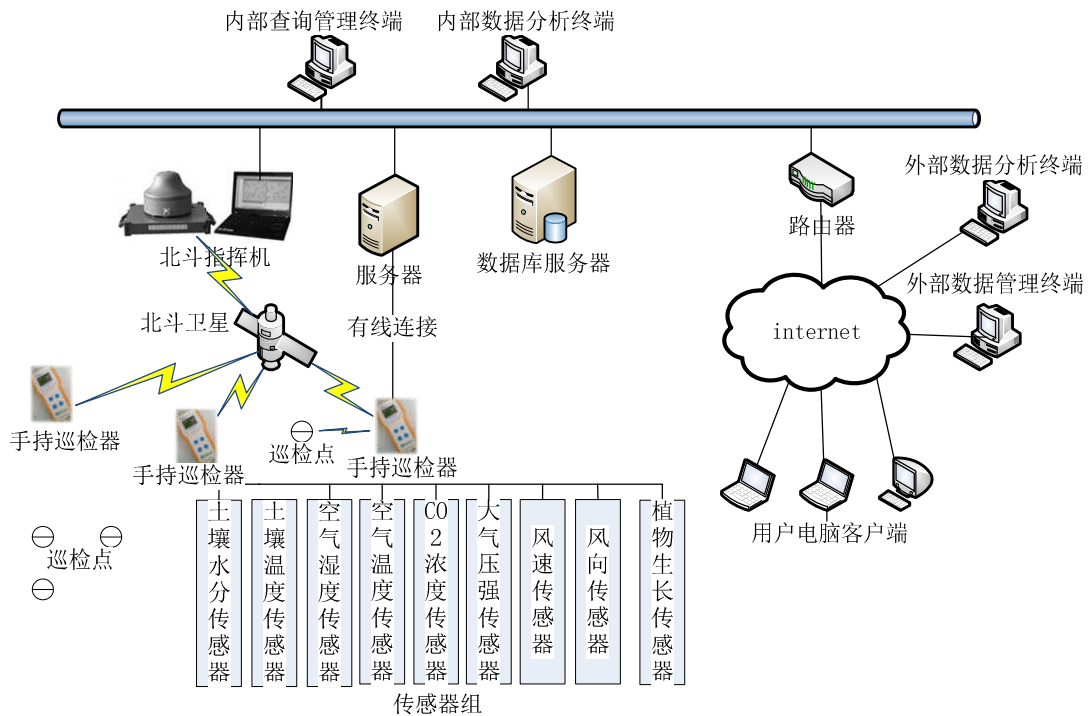 内部查询管理终端
内部数据分析终端
外部数据分析终端
北斗指挥机
服务器
数据库服务器
路由器
外部数据管理终端
北斗卫星
有线连接
internet
手持巡检器
手持巡检器
巡检点
手持巡检器
巡检点
土壤水分传感器
土壤温度传感器
空气湿度传感器
空气温度传感器
CO2浓度传感器
大气压强传感器
风速传感器
风向传感器
植物生长传感器
用户电脑客户端
传感器组